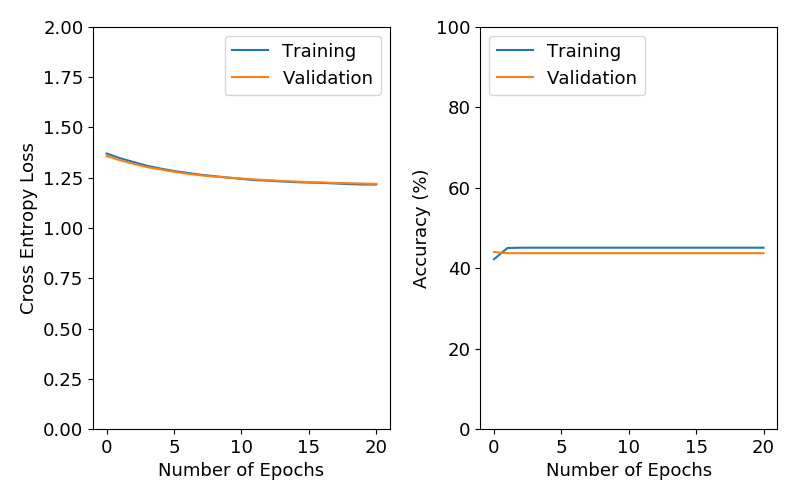 2.00
1.75
1.50
1.25
1.00
0.75
0.50
0.25
0.00
Cross Entropy Loss
Training
Validation
0 5 10 15 20
Number of Epochs
100
80
60
40
20
0
Accuracy (%)
Training
Validation
0 5 10 15 20
Number of Epochs